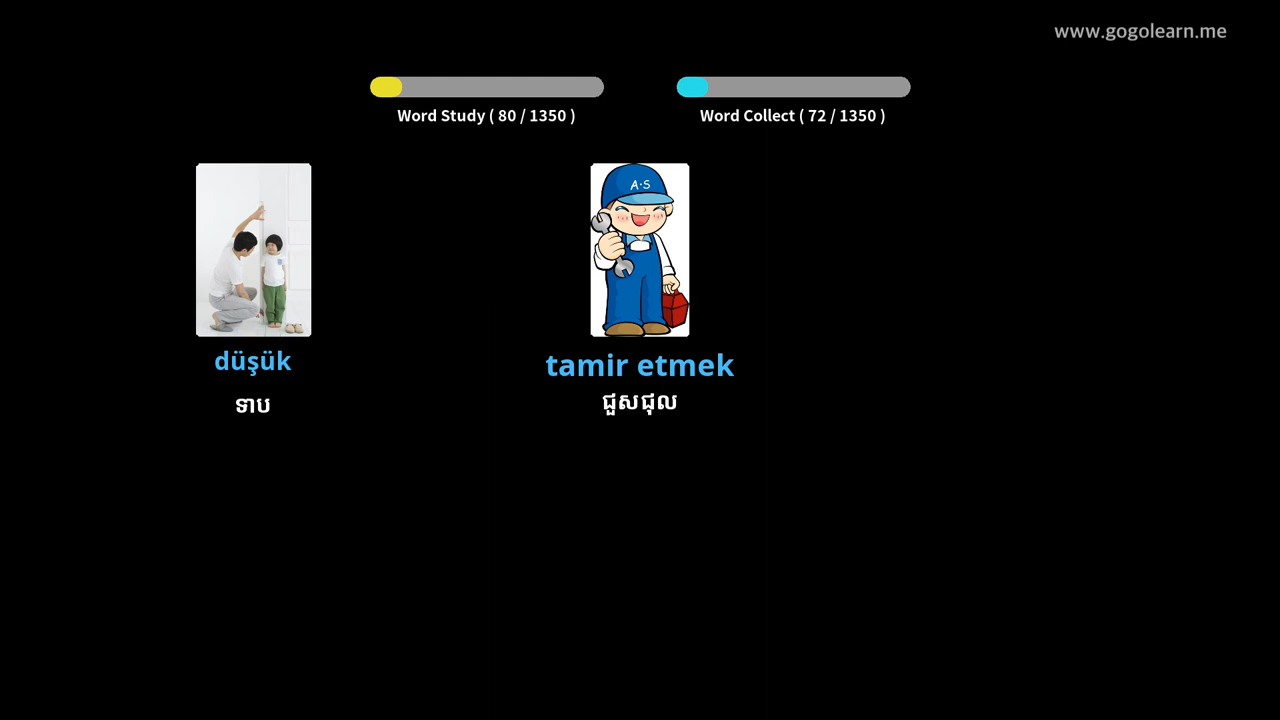 www.gogolearn.me
Word Study ( 80 / 1350 )
Word Collect ( 72 / 1350 )
A·S
düşük
tamir etmek
ទាប
ជួសជុល